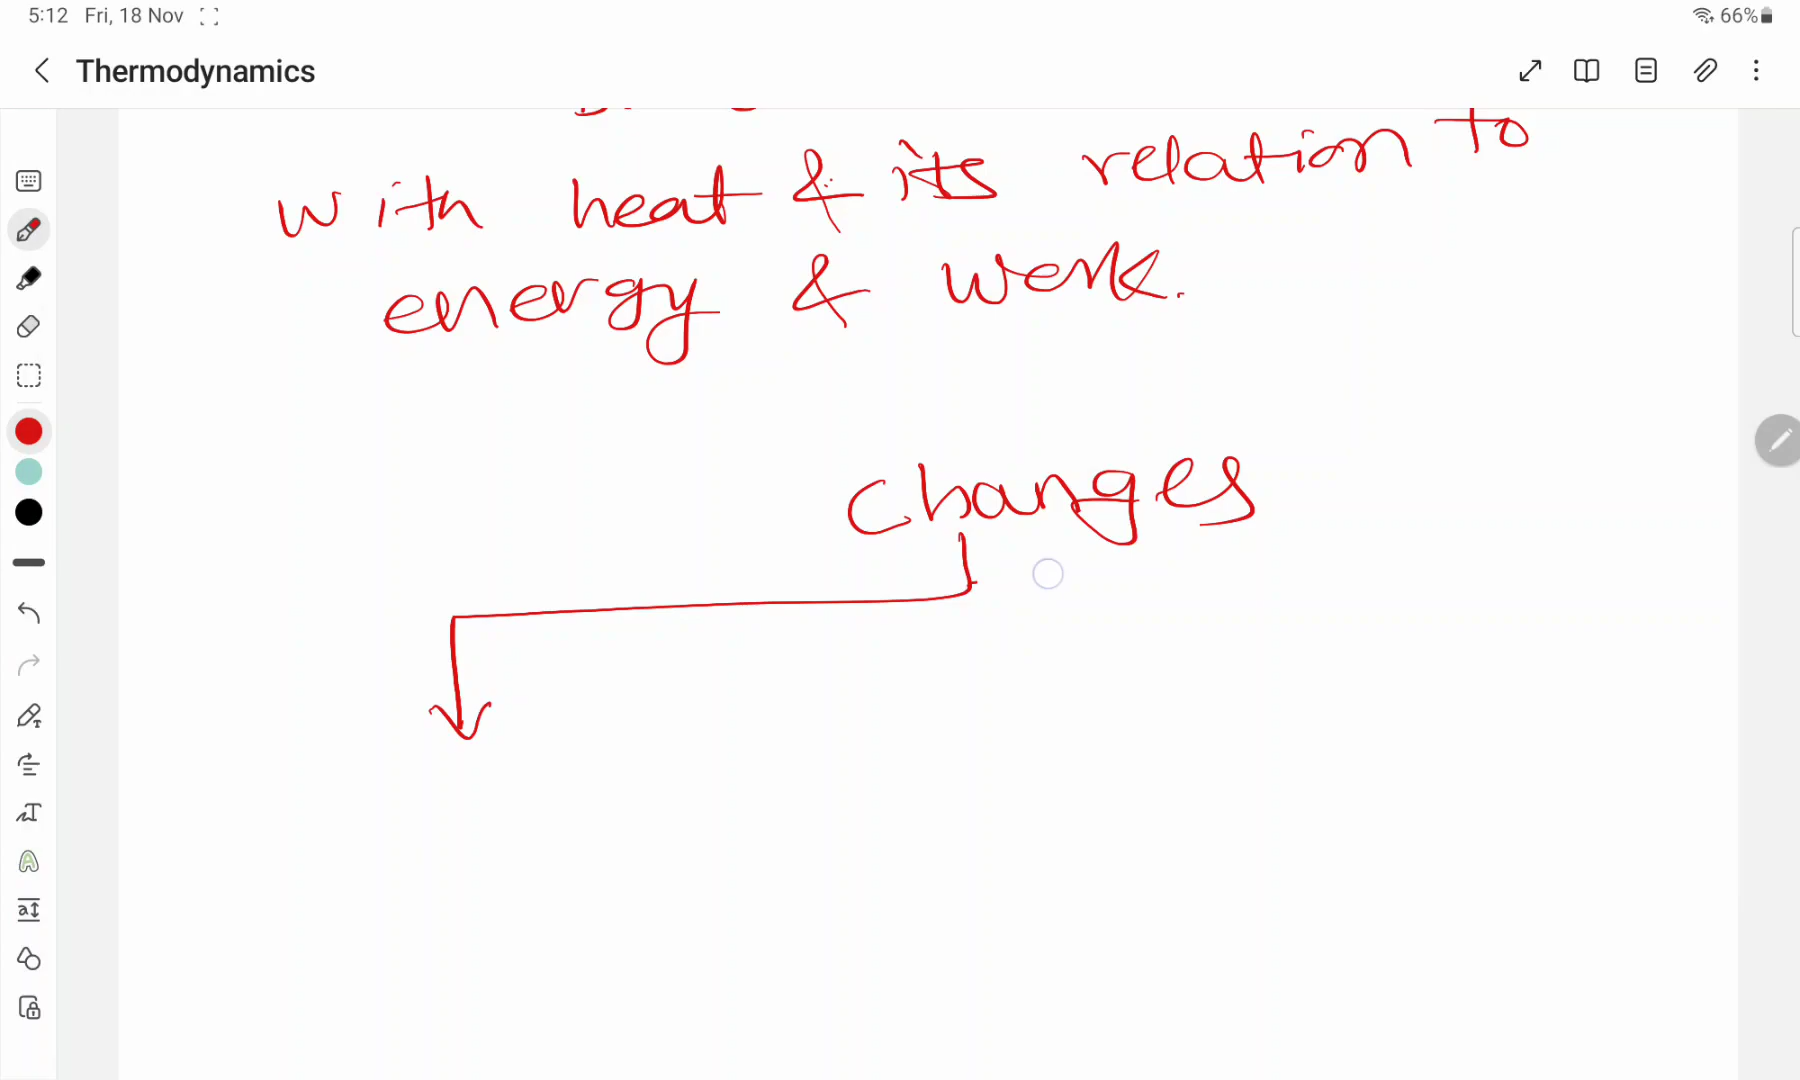 5:12 Fri, 18 Nov 66%
Thermodynamics
with heat & its relation to
energy & work.
changes